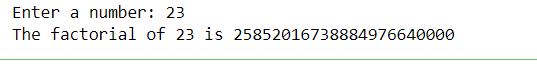 Enter a number: 23
The factorial of 23 is 25852016738884976640000